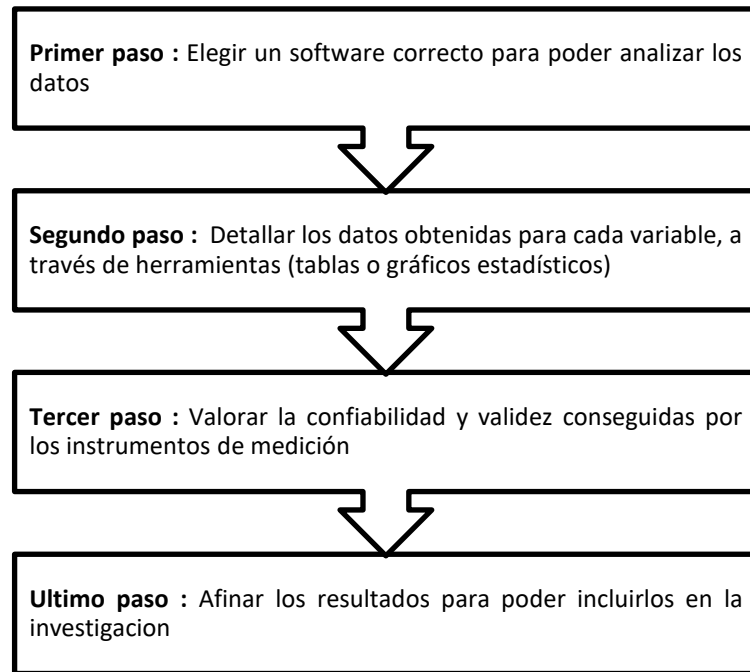 Primer paso : Elegir un software correcto para poder analizar los
datos
Segundo paso : Detallar los datos obtenidas para cada variable, a
través de herramientas (tablas o gráficos estadísticos)
Tercer paso : Valorar la confiabilidad y validez conseguidas por
los instrumentos de medición
Ultimo paso : Afinar los resultados para poder incluirlos en la
investigacion